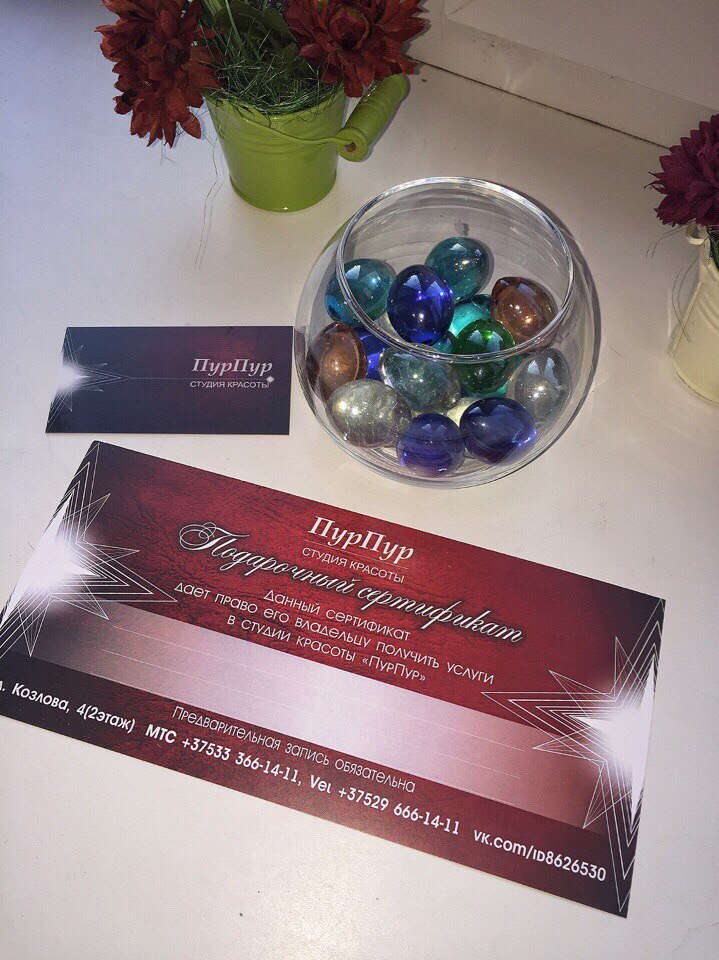 ПурПур
СТУДИЯ КРАСОТЫ
ПурПур
СТУДИЯ КРАСОТЫ
Подарочный сертификат
Данный сертификат
дает право его владельцу получить услуги
в студии красоты «ПурПур»
Предварительная запись обязательна
Козлова, 4(2этаж) МТС +37533 366-14-11, Vel +37529 666-14-11 vk.com/id8626530